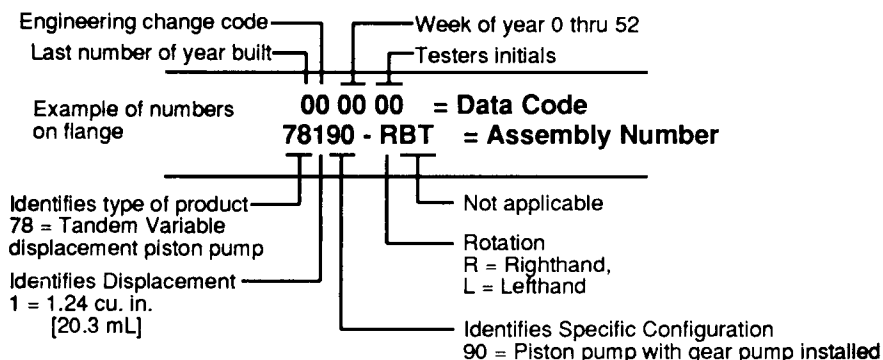 Engineering change code
Week of year 0 thru 52
Last number of year built
Testers initials
Example of numbers
on flange
00 00 00 = Data Code
78190 - RBT = Assembly Number
Identifies type of product
78 = Tandem Variable
displacement piston pump
Identifies Displacement
1 = 1.24 cu. in.
[20.3 mL]
Not applicable
Rotation
R = Righthand,
L = Lefthand
Identifies Specific Configuration
90 = Piston pump with gear pump installed